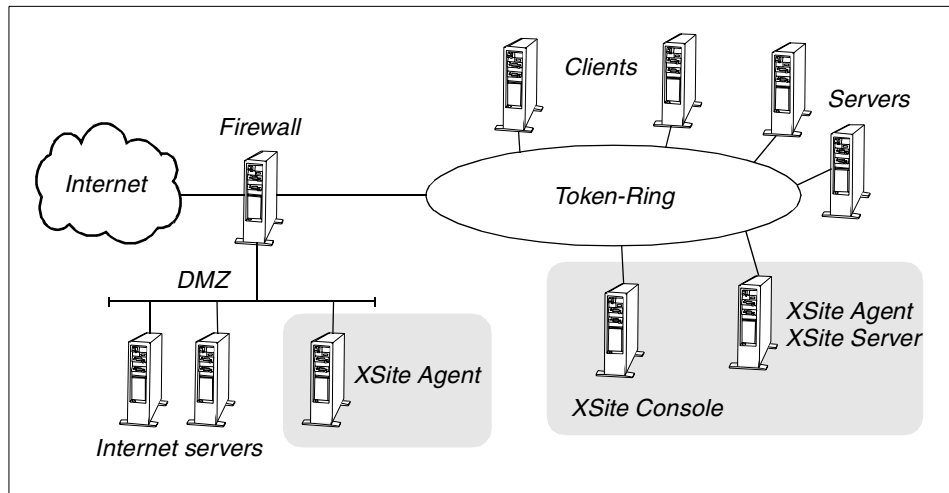 Clients
Servers
Firewall
Internet
Token-Ring
DMZ
XSite Agent
XSite Server
XSite Agent
XSite Console
Internet servers